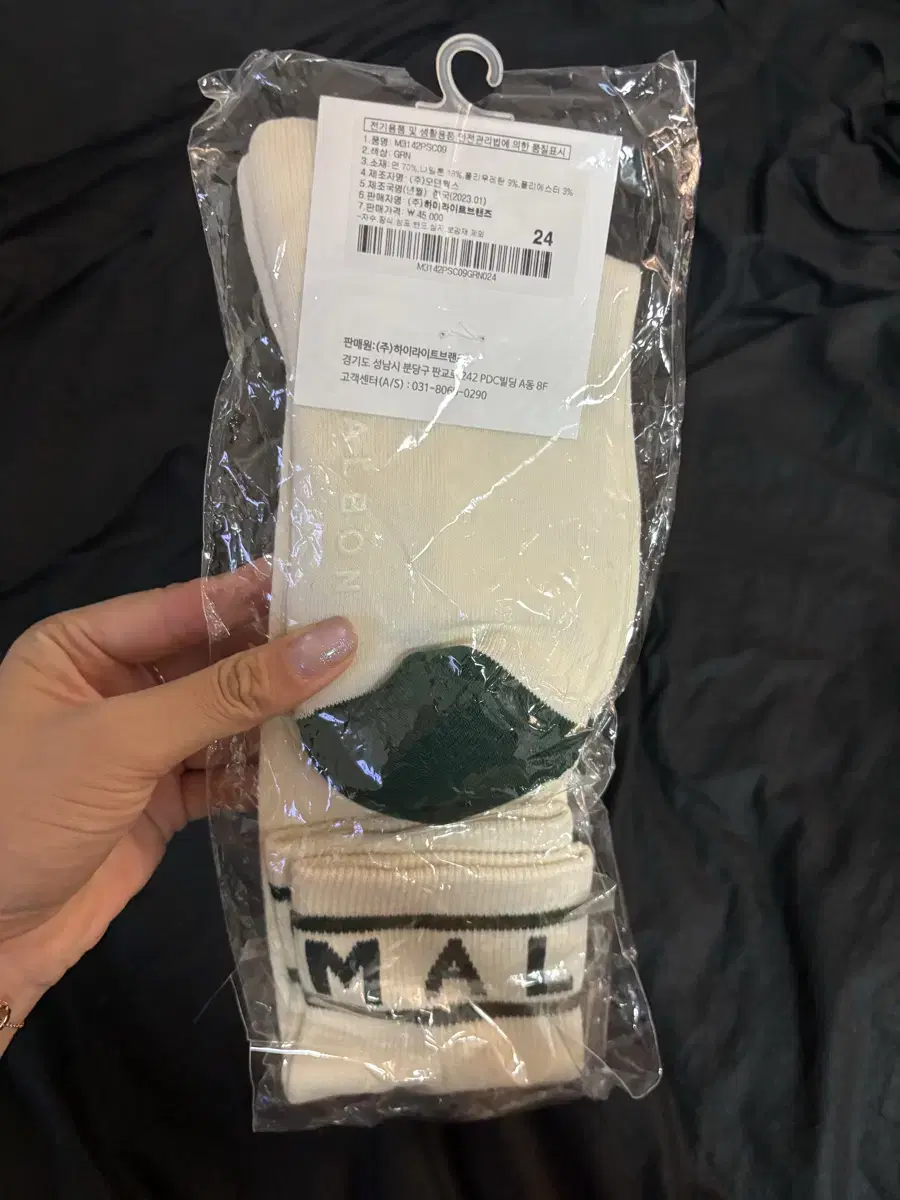 전기용품 및 생활용품 안전관리법에 의한 품질표시
1.품명: M3142PSC09
2.색상: GRN
3.소재: 면 70%,나일론 18%,폴리우레탄 9%,폴리에스터 3%
4.제조자명: (주)모던웍스
5.제조국명(년월) 한국(2023.01)
6.판매자명: (주)하이라이트브랜즈
7.판매가격: ₩ 45,000
24
M3142PSC09GRN024
판매원:(주)하이라이트브랜
경기도 성남시 분당구 판교로 242 PDC빌딩 A동 8F
고객센터(A/S) : 031-806 -0290
ALBON
MAL